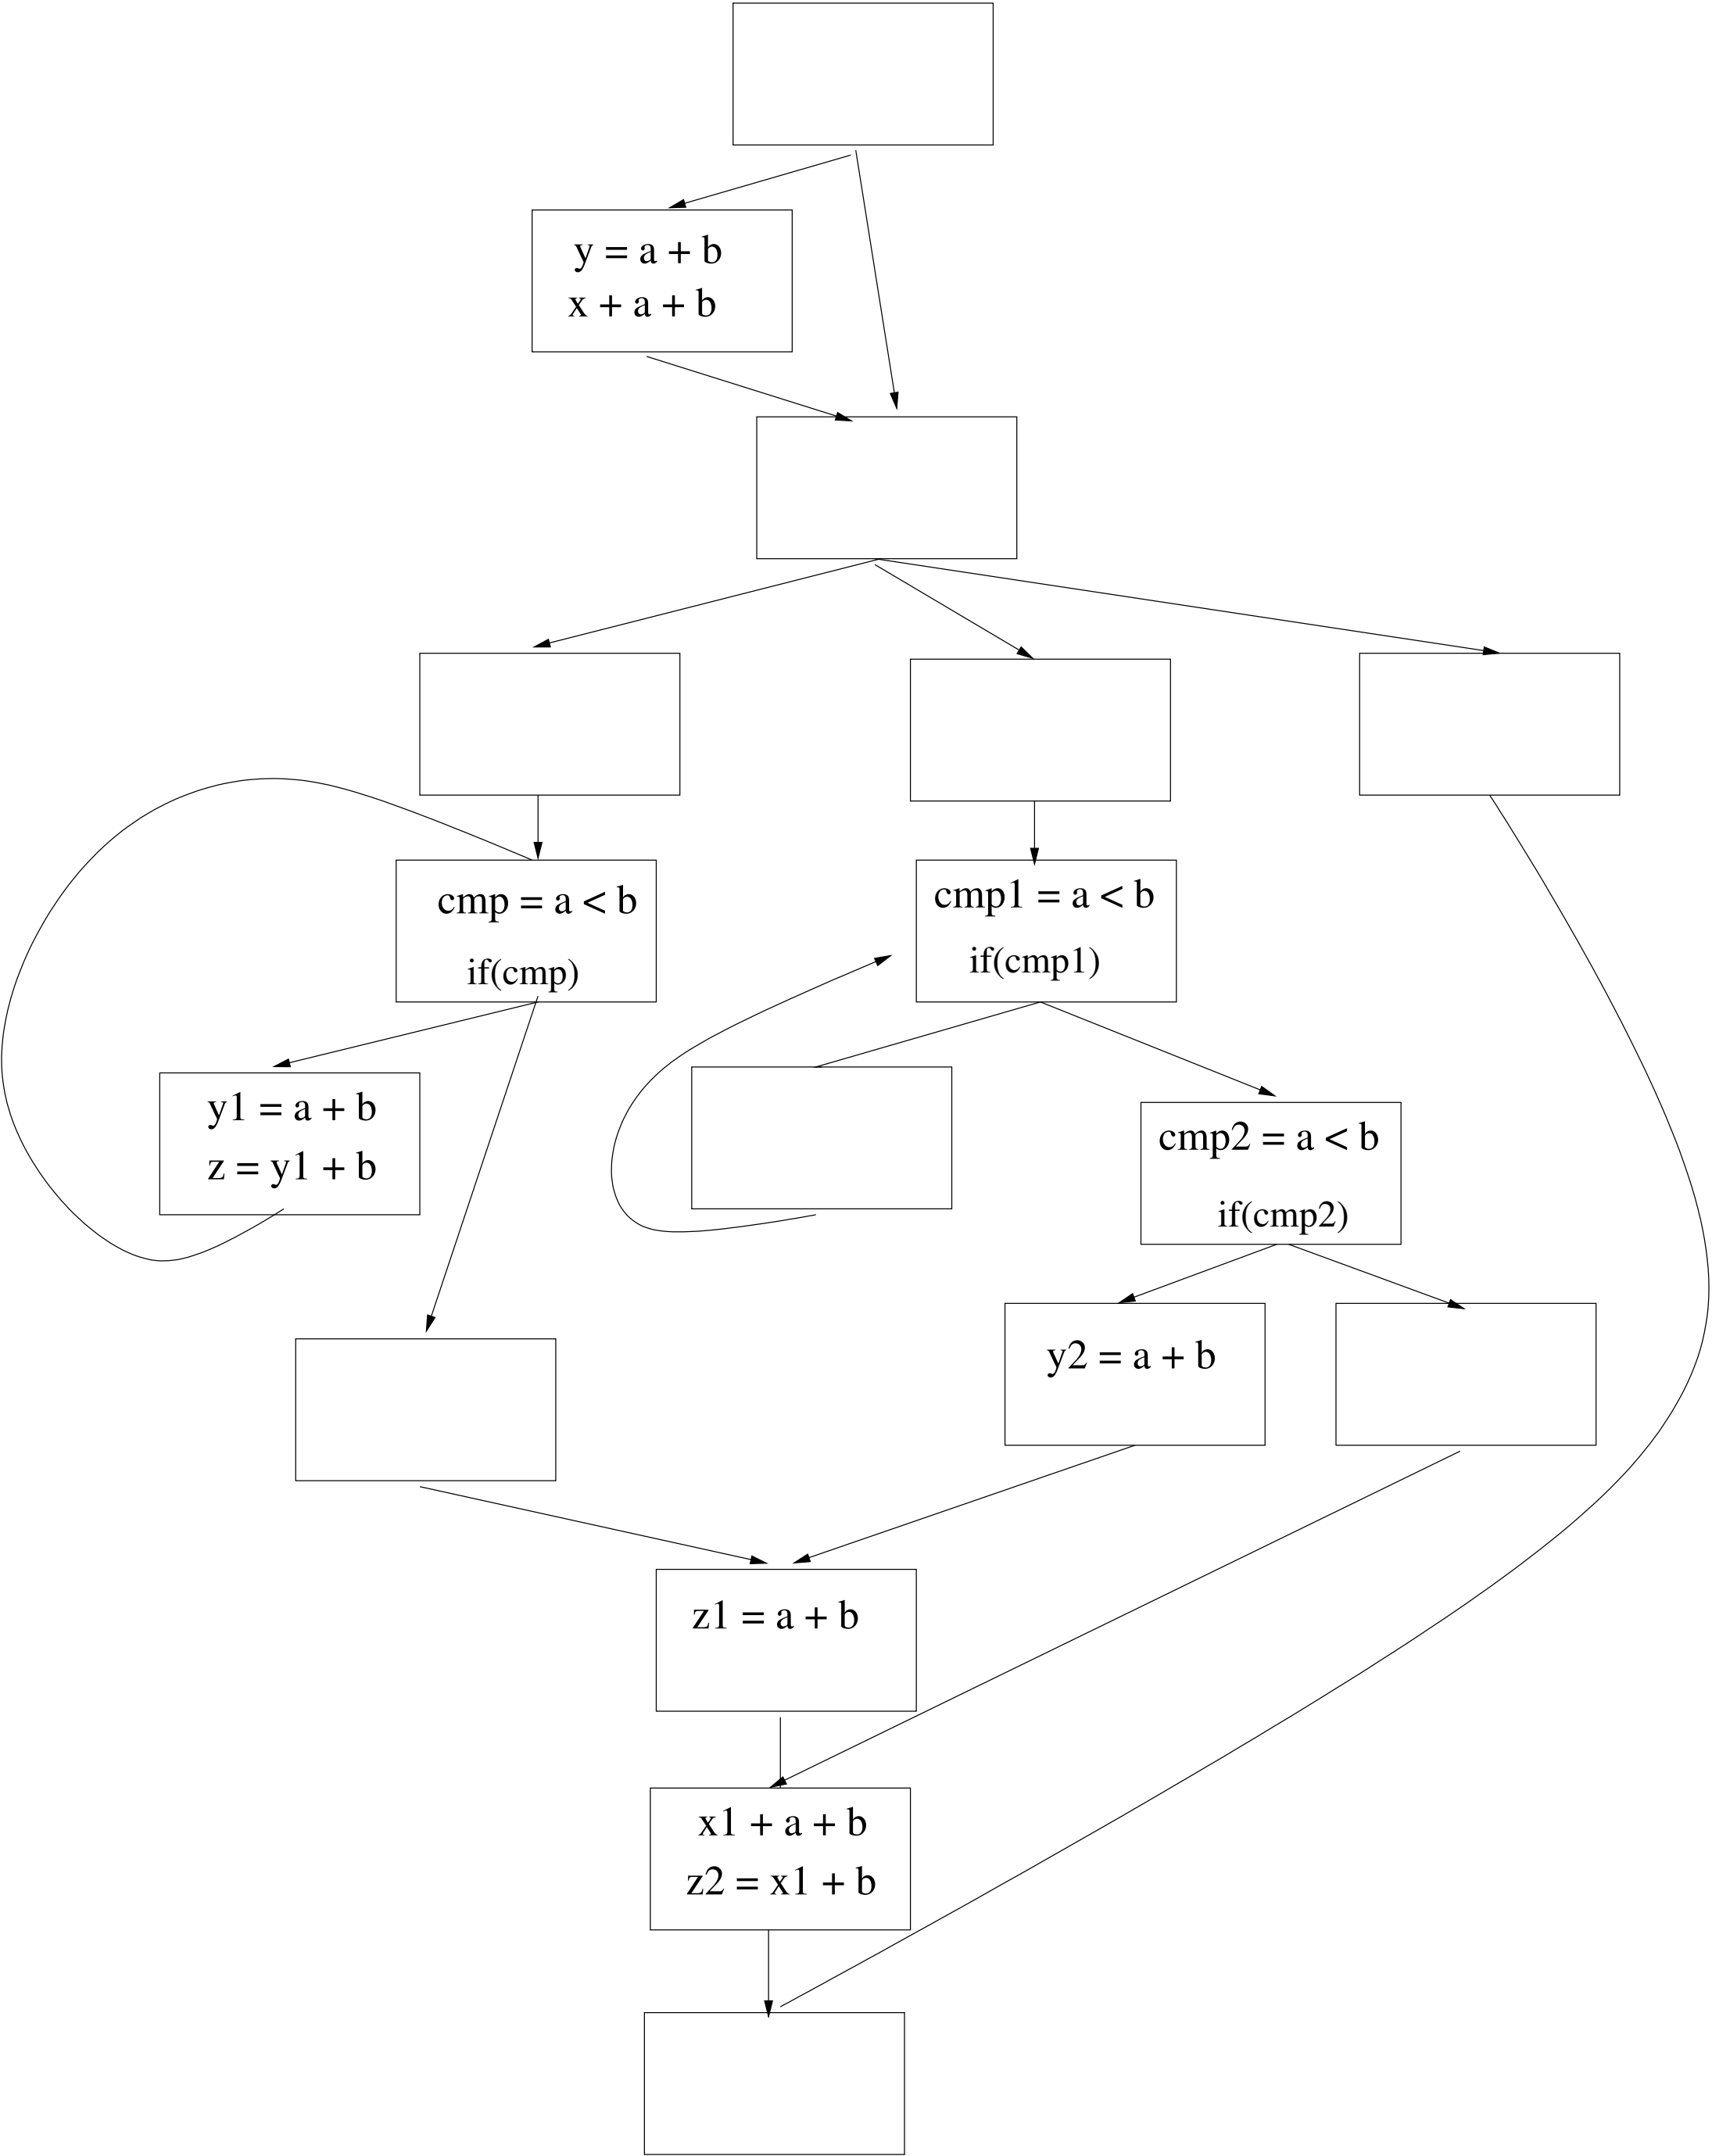 y = a + b
x + a + b
cmp = a < b
if(cmp)
cmp1 = a < b
if(cmp1)
y1 = a + b
z = y1 + b
cmp2 = a < b
if(cmp2)
y2 = a + b
z1 = a + b
x1 + a + b
z2 = x1 + b